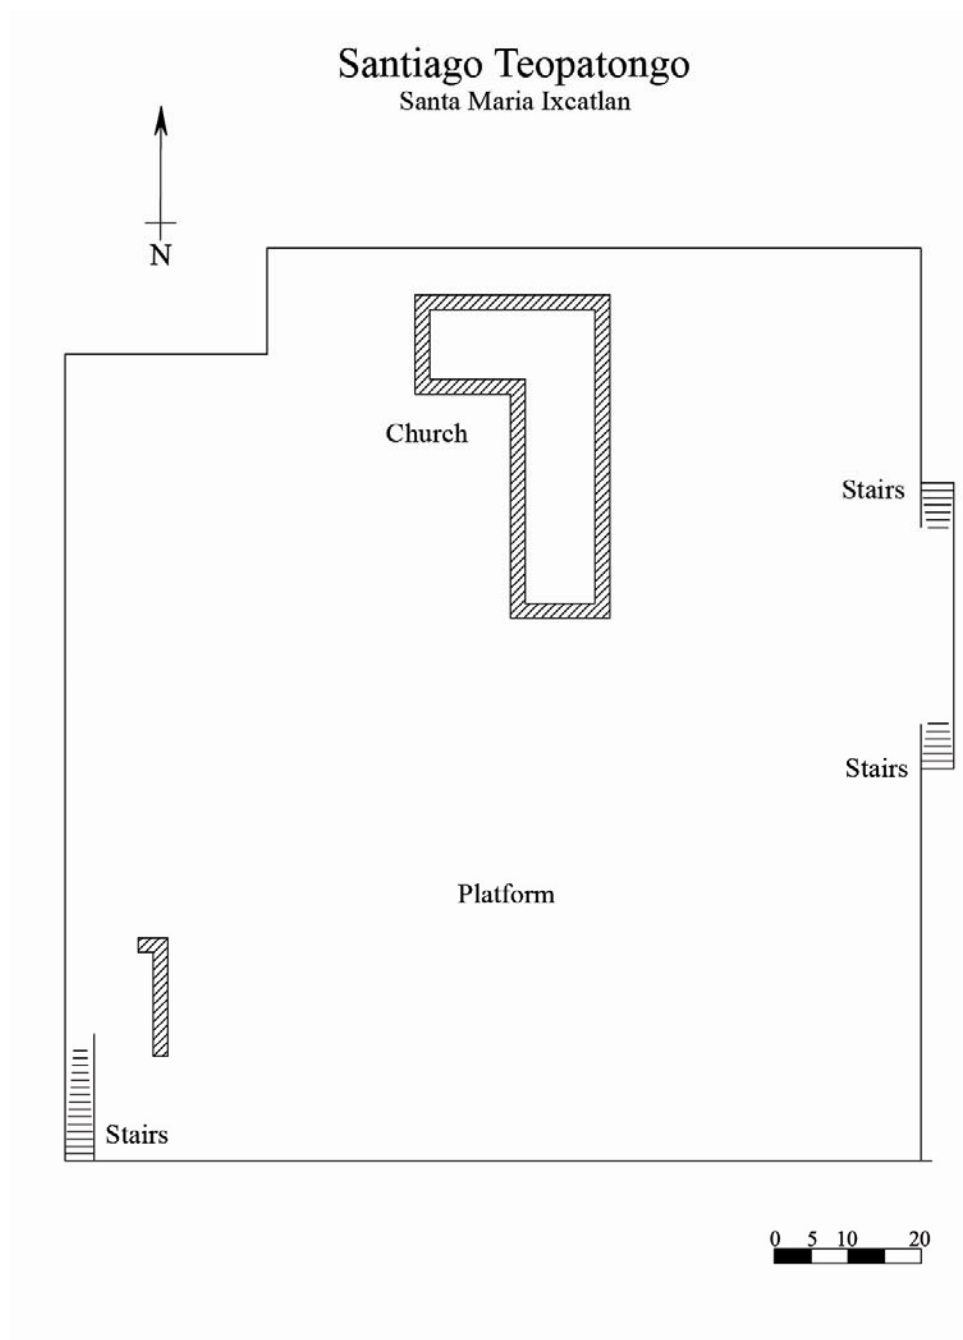 Santiago Teopatongo
Santa Maria Ixcatlan
N
Church
Stairs
Stairs
Platform
Stairs
0 5 10 20